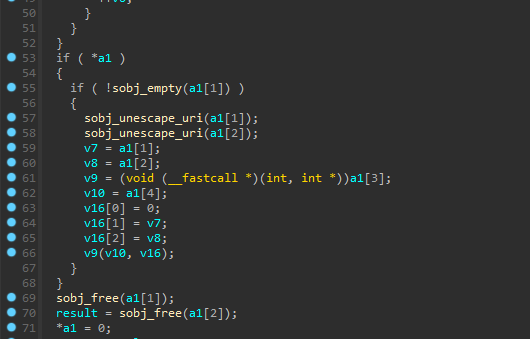 50 }
51 }
52 }
53 if ( *a1 )
54 {
55 if ( !sobj_empty(a1[1]) )
56 {
57 sobj_unescape_uri(a1[1]);
58 sobj_unescape_uri(a1[2]);
59 v7 = a1[1];
60 v8 = a1[2];
61 v9 = (void (__fastcall *)(int, int *))a1[3];
62 v10 = a1[4];
63 v16[0] = 0;
64 v16[1] = v7;
65 v16[2] = v8;
66 v9(v10, v16);
67 }
68 }
69 sobj_free(a1[1]);
70 result = sobj_free(a1[2]);
71 *a1 = 0;